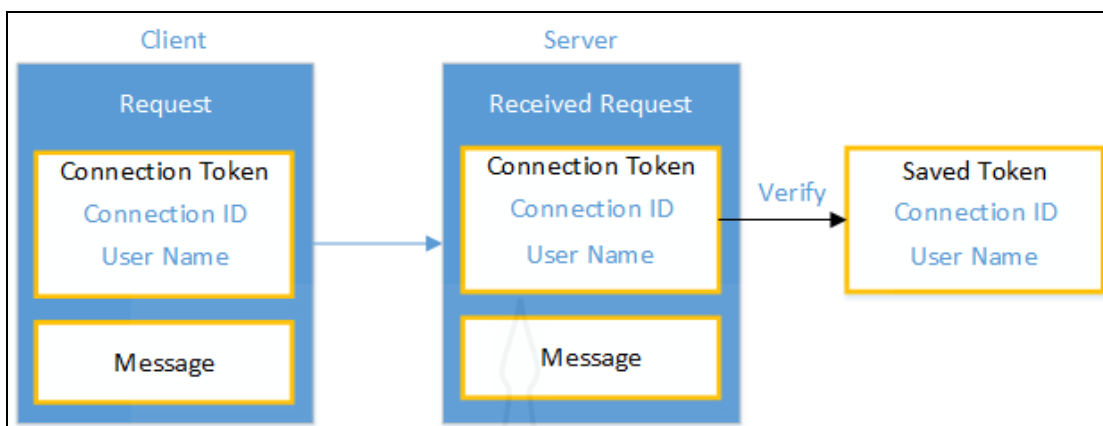 Client
Request
Connection Token
Connection ID
User Name
Message
Server
Received Request
Connection Token
Connection ID
User Name
Message
Verify
Saved Token
Connection ID
User Name